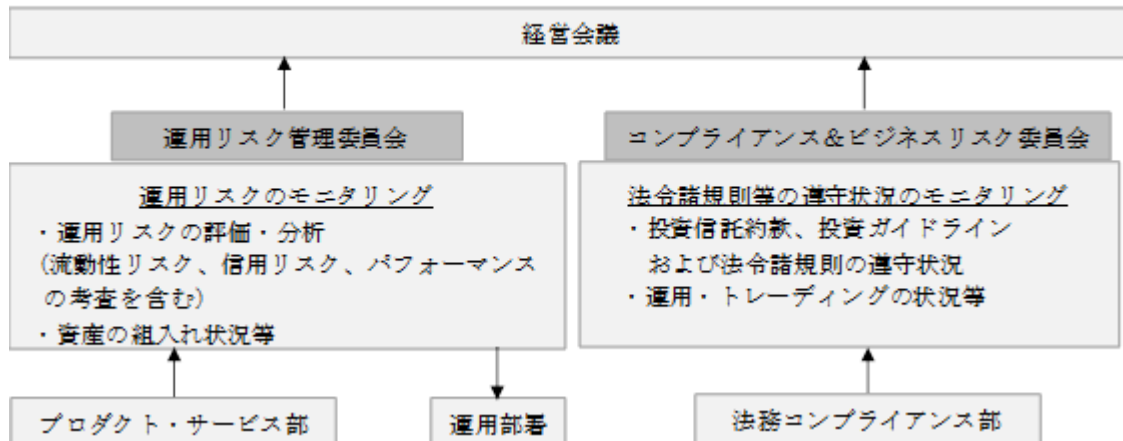 経営会議
運用リスク管理委員会
運用リスクのモニタリング
・運用リスクの評価・分析
(流動性リスク、信用リスク、パフォーマンス
の考査を含む)
・資産の組入れ状況等
コンプライアンス&ビジネスリスク委員会
法令諸規則等の遵守状況のモニタリング
・投資信託約款、投資ガイドライン
および法令諸規則の遵守状況
・運用・トレーディングの状況等
プロダクト・サービス部
運用部署
法務コンプライアンス部